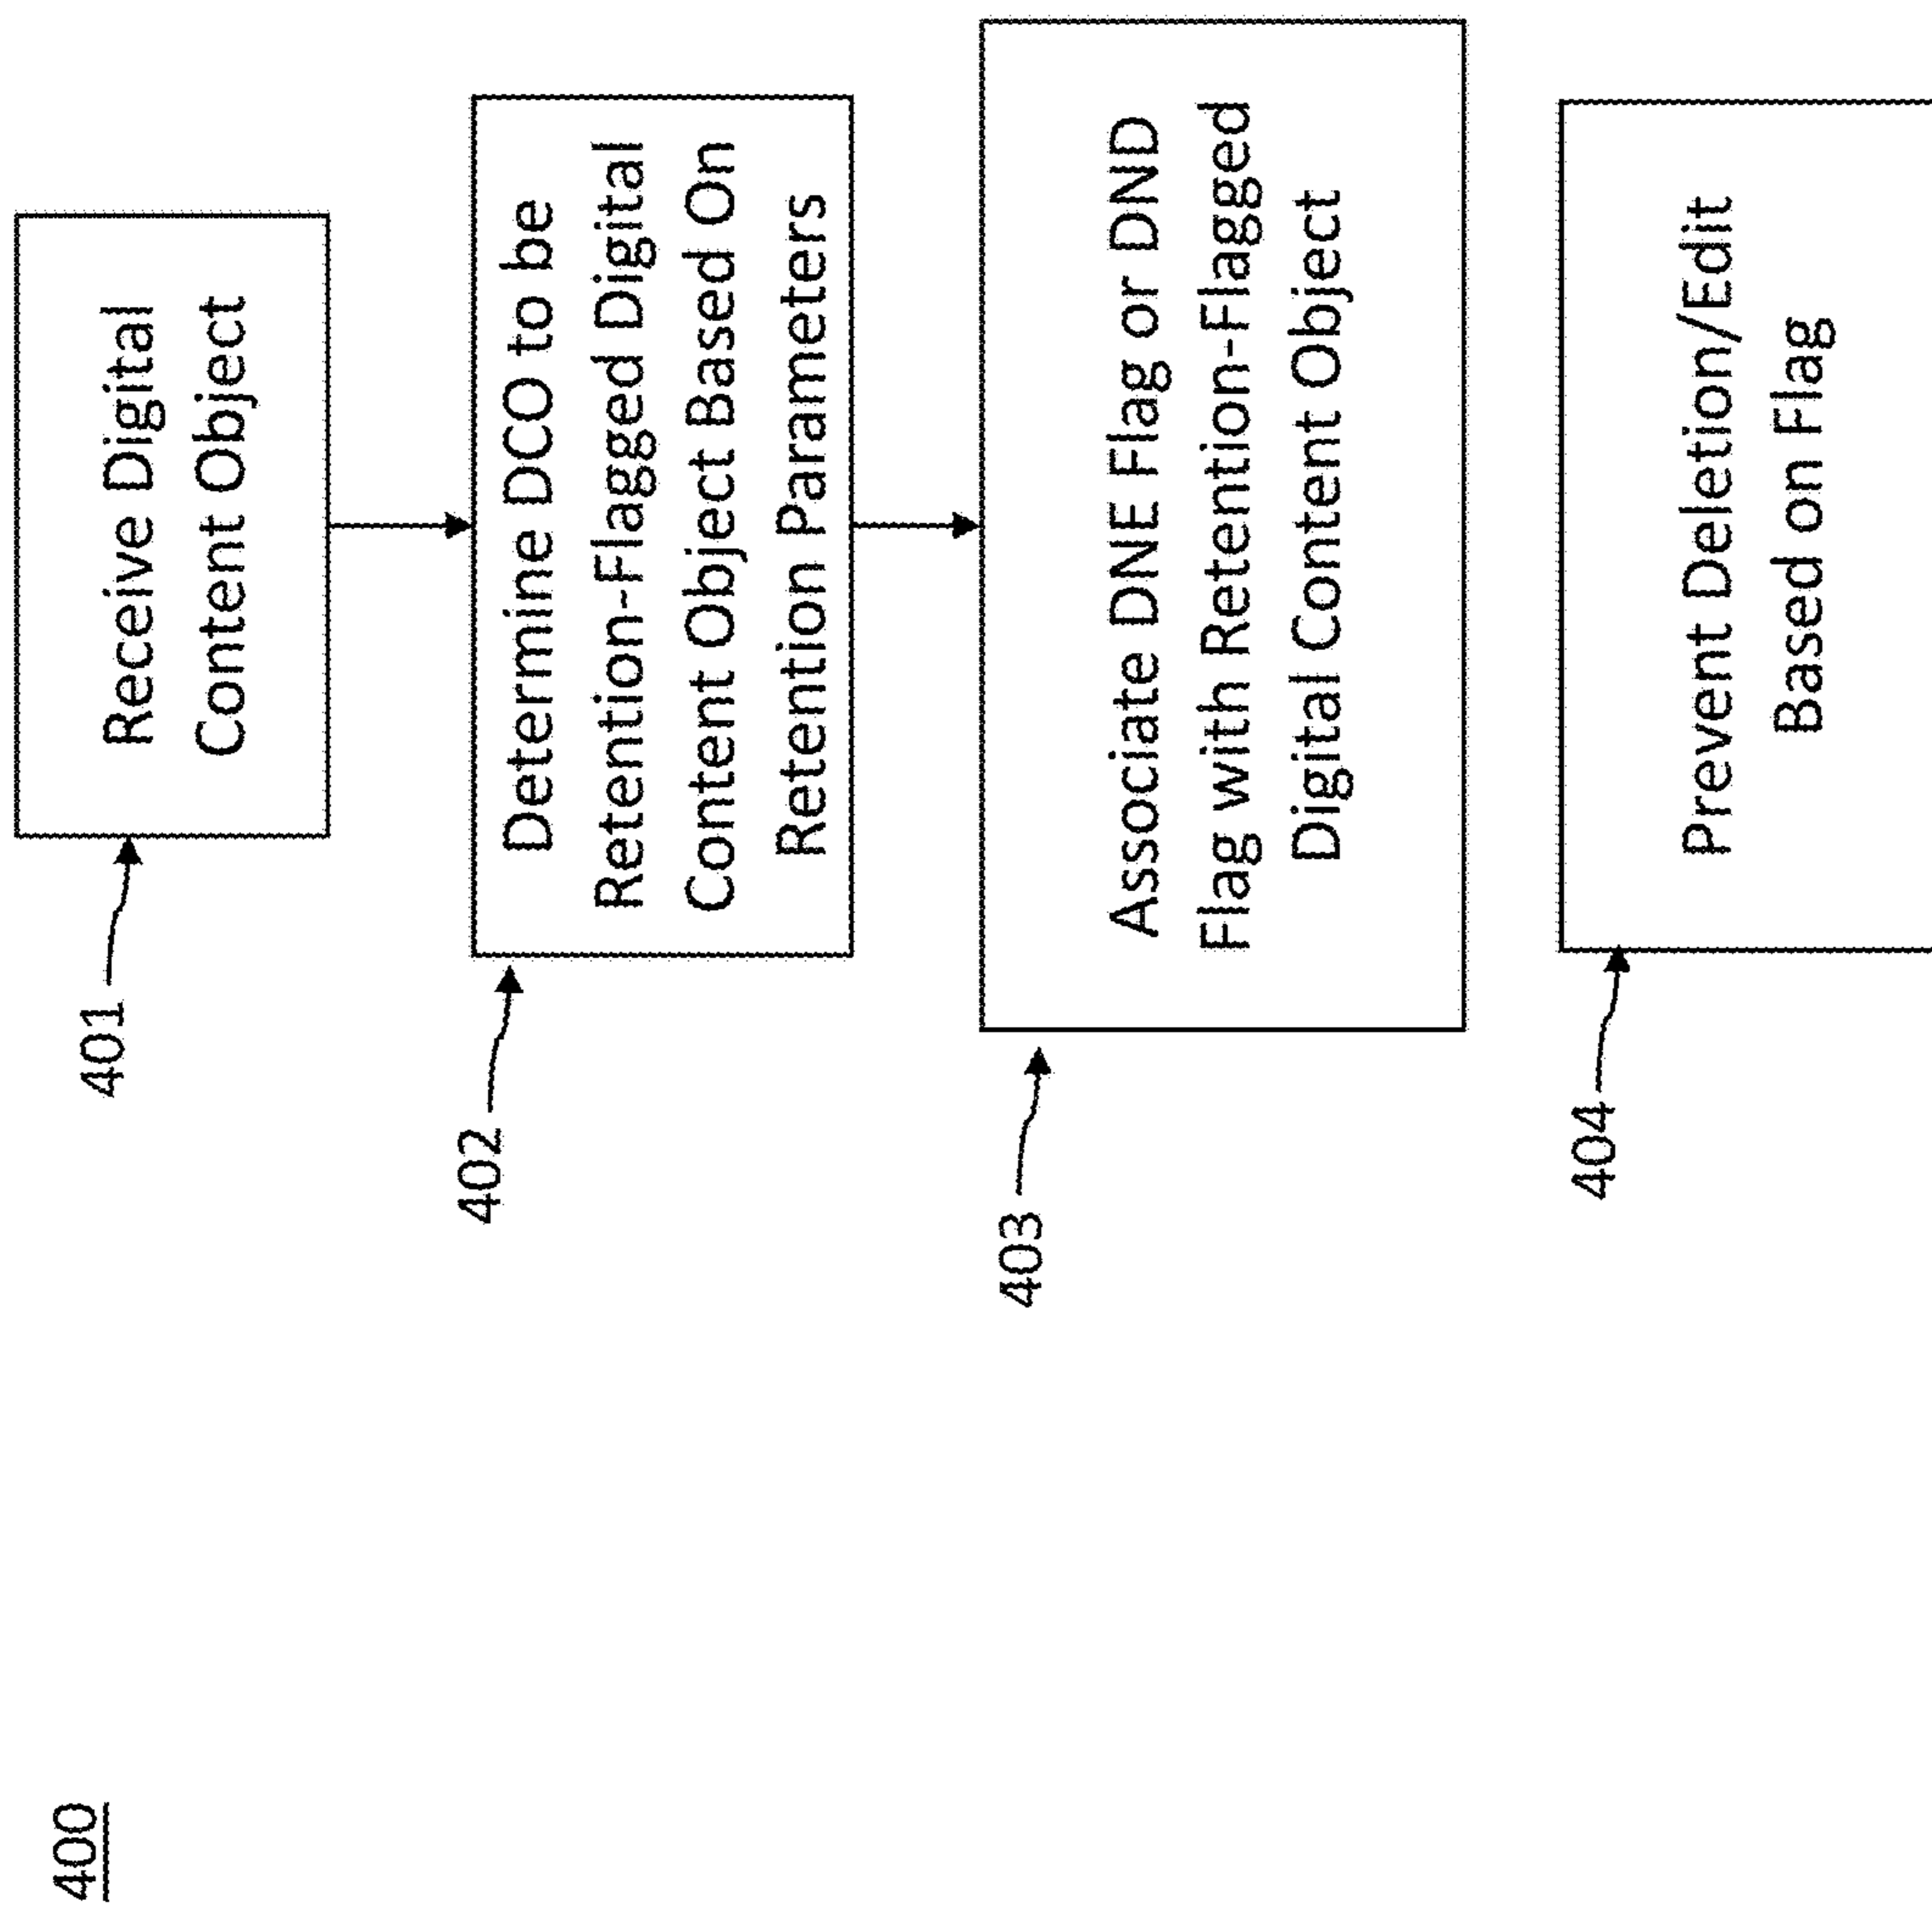 400
401
Receive Digital
Content Object
402
Determine DCO to be
Retention-Flagged Digital
Content Object Based On
Retention Parameters
403
Associate DNE Flag or DND
Flag with Retention-Flagged
Digital Content Object
404
Prevent Deletion/Edit
Based on Flag